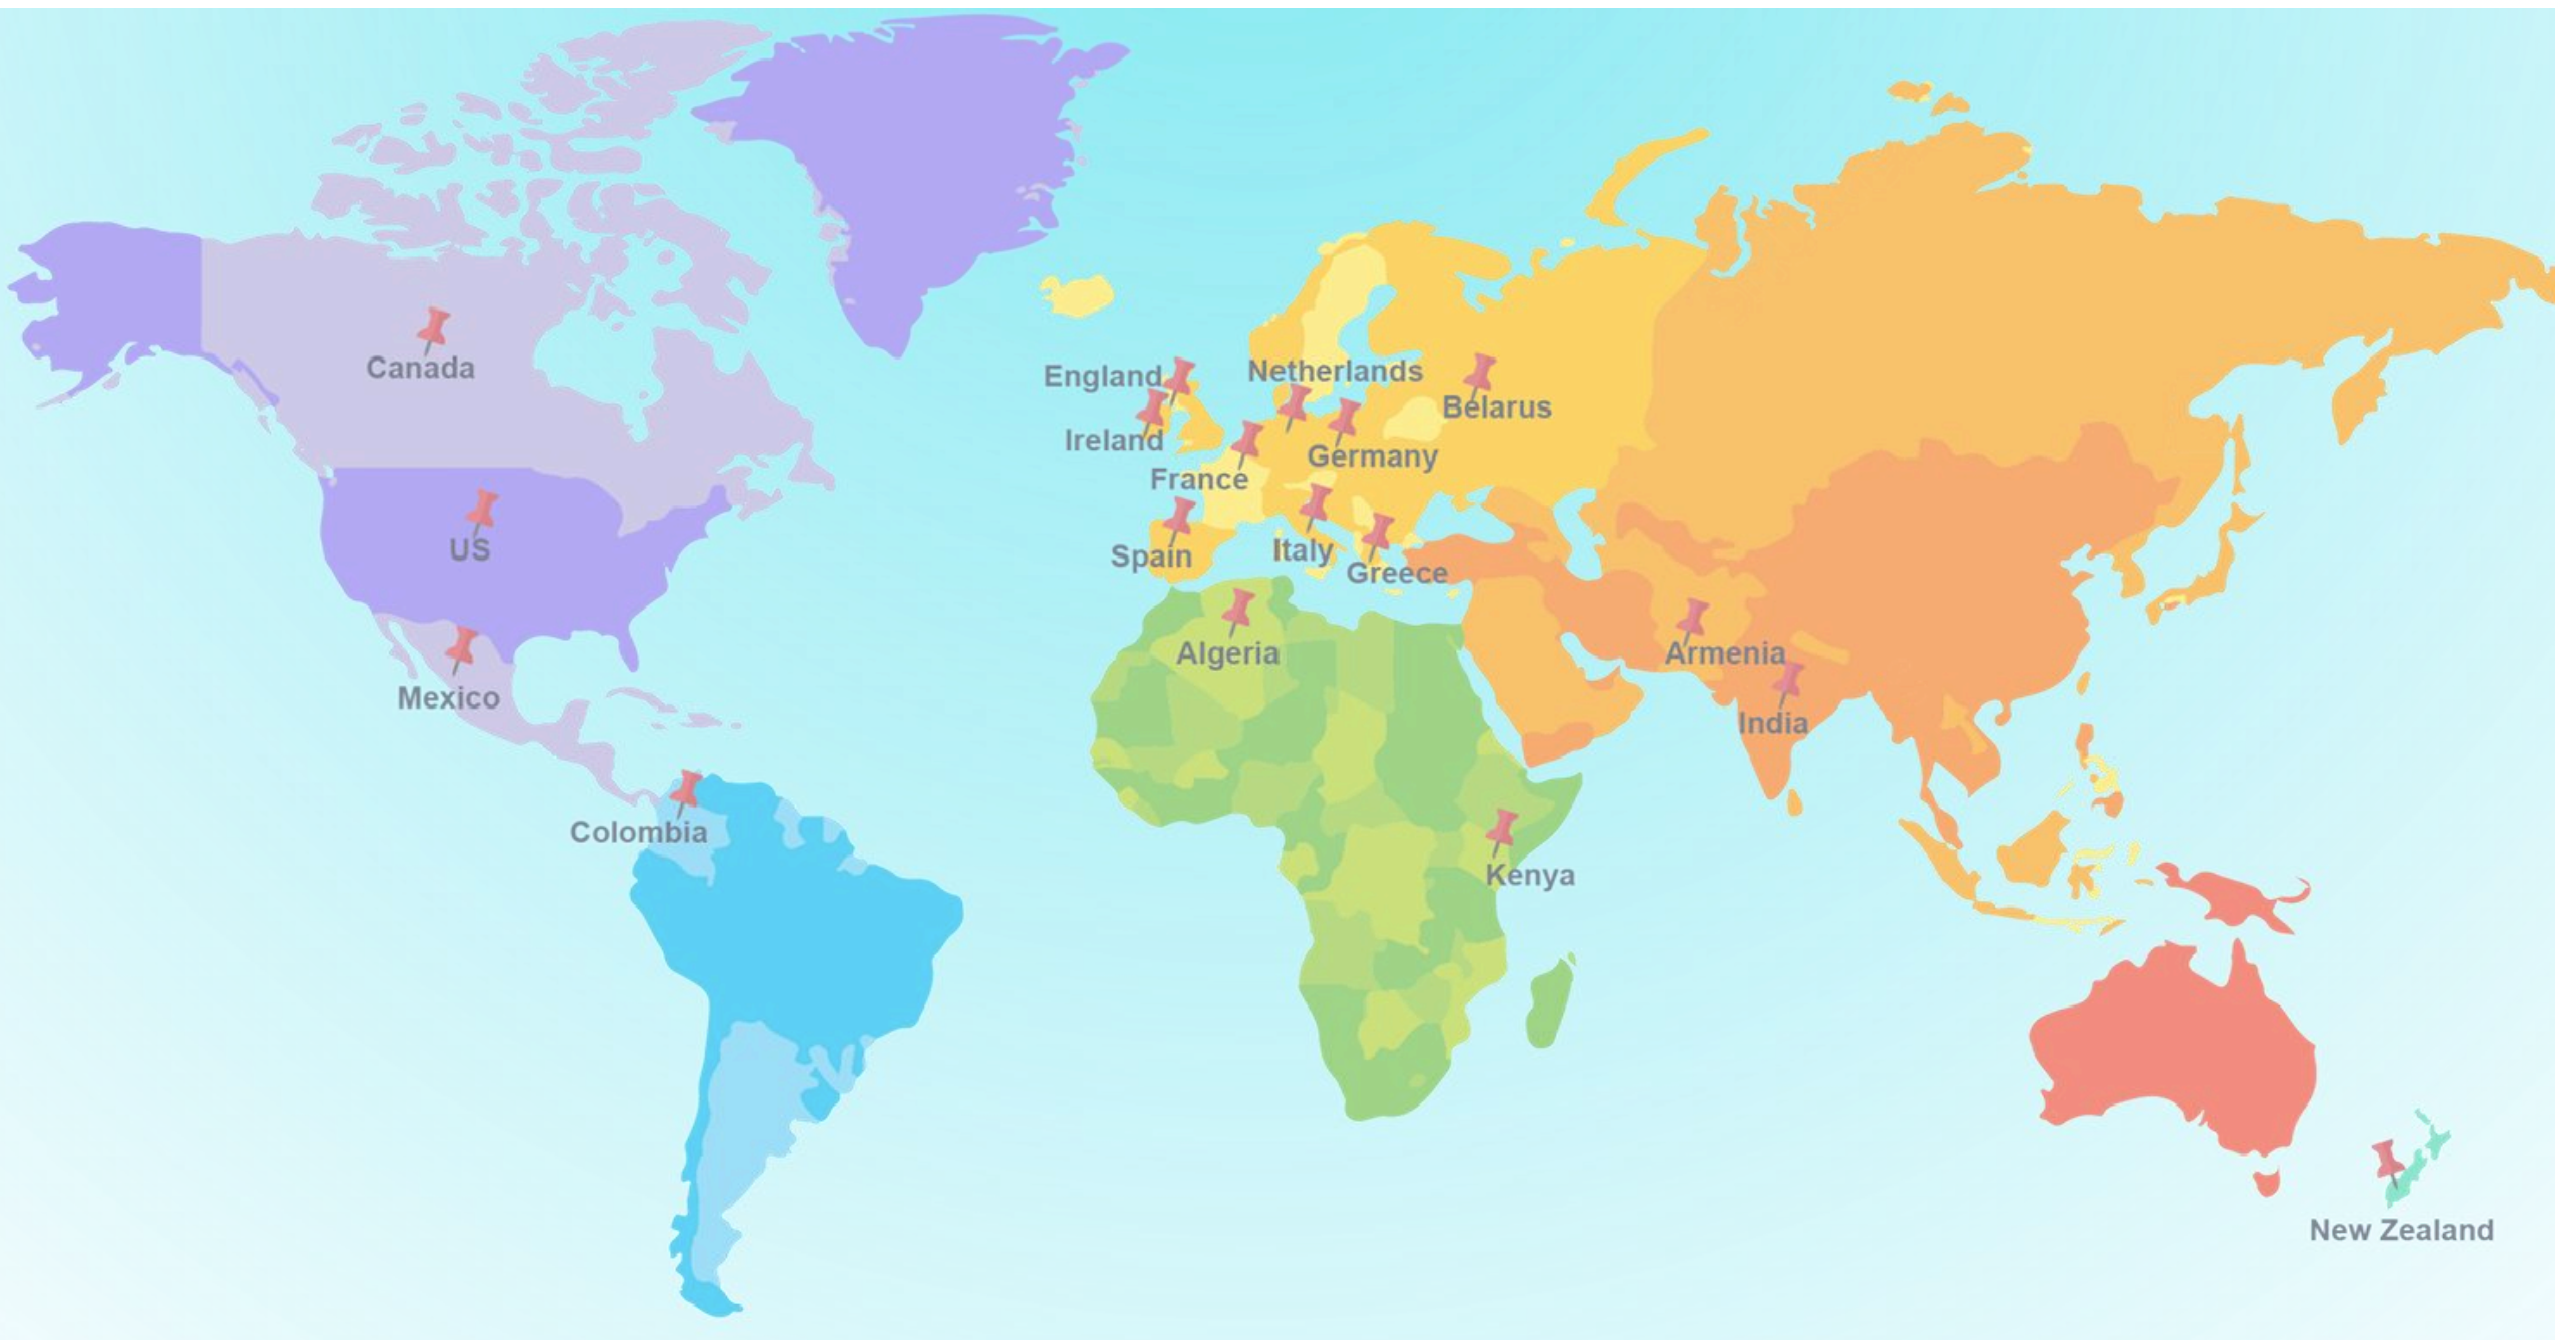 Canada
England
Netherlands
Belarus
Ireland
Germany
France
US
Spain
Italy
Greece
Algeria
Armenia
Mexico
India
Colombia
Kenya
New Zealand